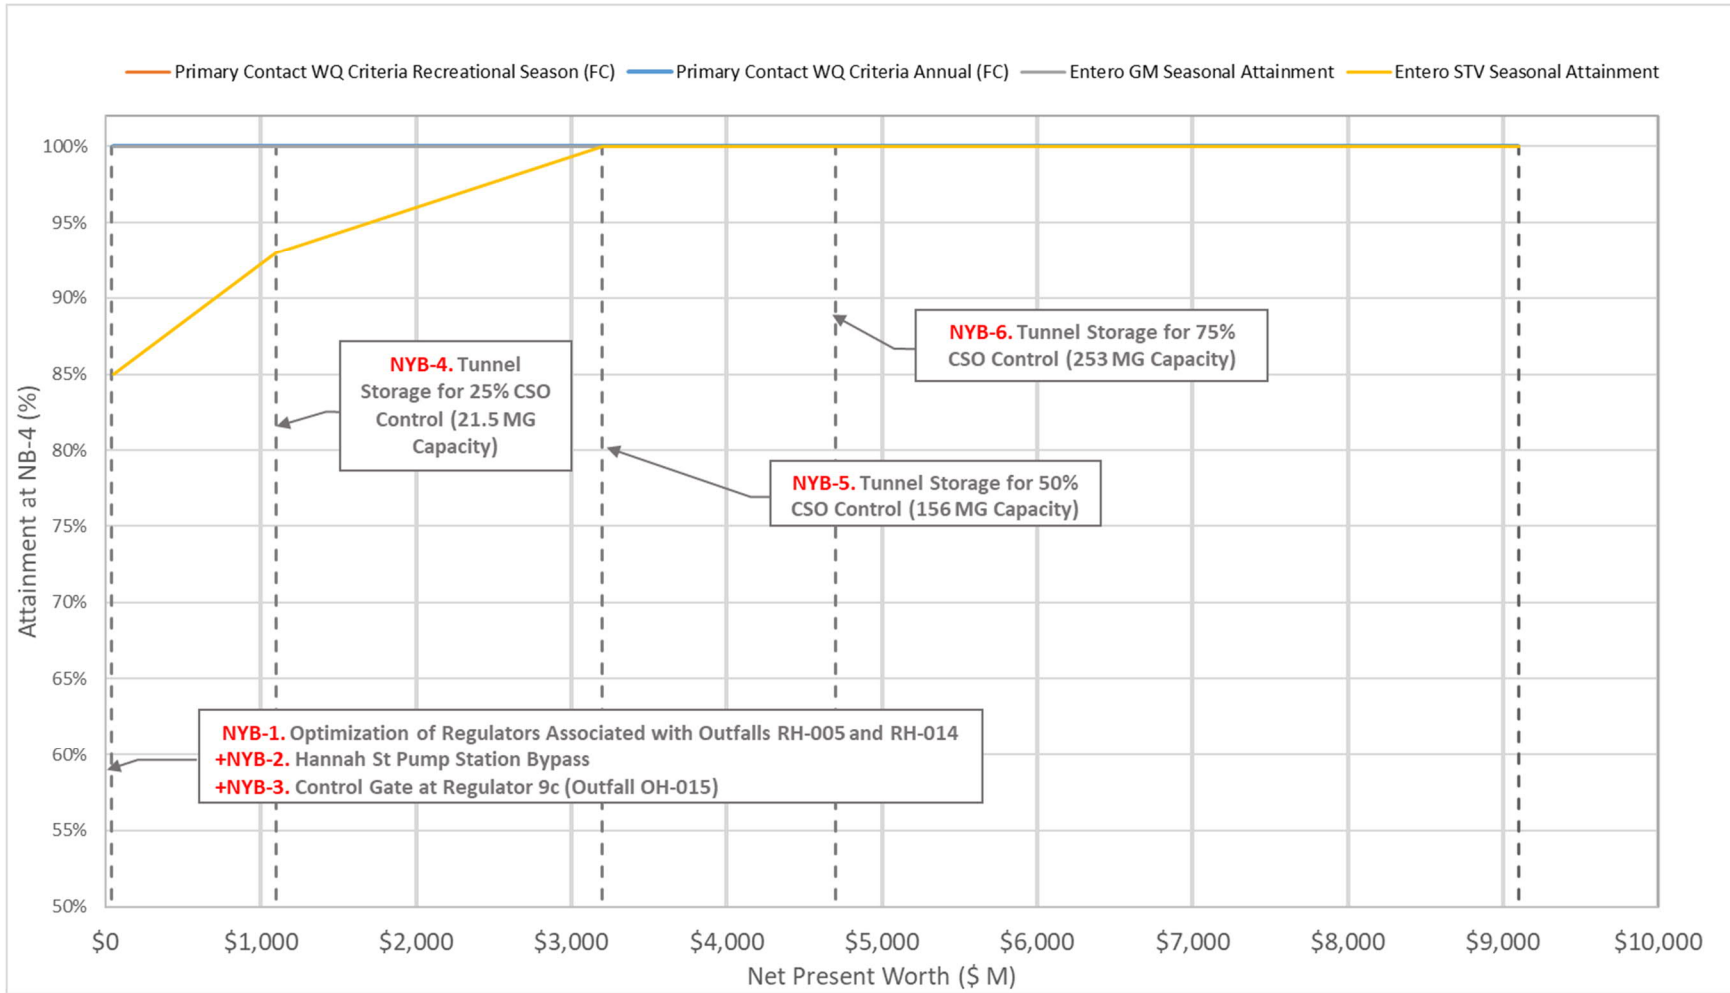 Primary Contact WQ Criteria Recreational Season (FC) Primary Contact WQ Criteria Annual (FC) Entero GM Seasonal Attainment Entero STV Seasonal Attainment
100%
95%
90%
85%
80%
75%
70%
65%
60%
55%
50%
Attainment at NB-4 (%)
NYB-4. Tunnel
Storage for 25% CSO
Control (21.5 MG
Capacity)
NYB-6. Tunnel Storage for 75%
CSO Control (253 MG Capacity)
NYB-5. Tunnel Storage for 50%
CSO Control (156 MG Capacity)
NYB-1. Optimization of Regulators Associated with Outfalls RH-005 and RH-014
+NYB-2. Hannah St Pump Station Bypass
+NYB-3. Control Gate at Regulator 9c (Outfall OH-015)
$0 $1,000 $2,000 $3,000 $4,000 $5,000 $6,000 $7,000 $8,000 $9,000 $10,000
Net Present Worth ($ M)